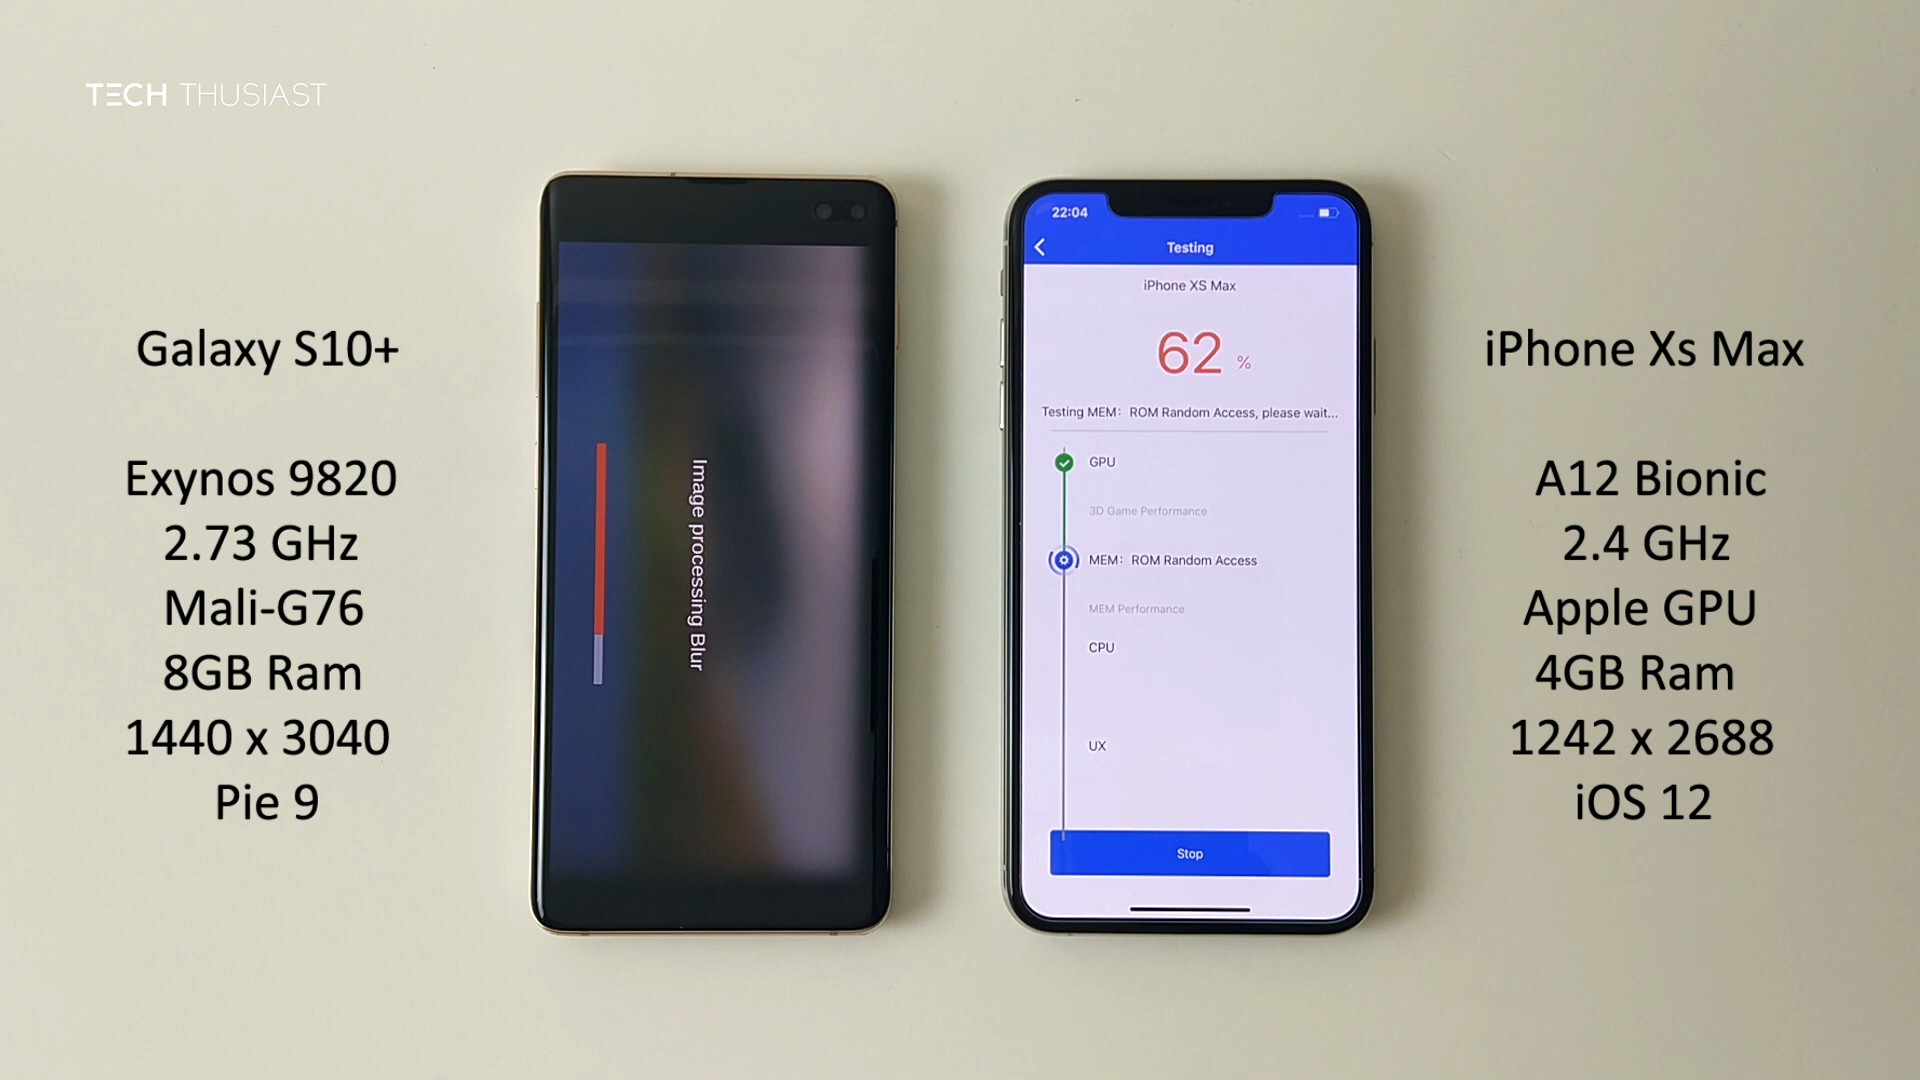 TECH THUSIAST
Galaxy S10+
Exynos 9820
2.73 GHz
Mali-G76
8GB Ram
1440 x 3040
Pie 9
Image processing Blur
22:04
Testing
iPhone XS Max
62 %
Testing MEM: ROM Random Access, please wait...
GPU
3D Game Performance
MEM: ROM Random Access
MEM Performance
CPU
UX
Stop
iPhone Xs Max
A12 Bionic
2.4 GHz
Apple GPU
4GB Ram
1242 x 2688
iOS 12